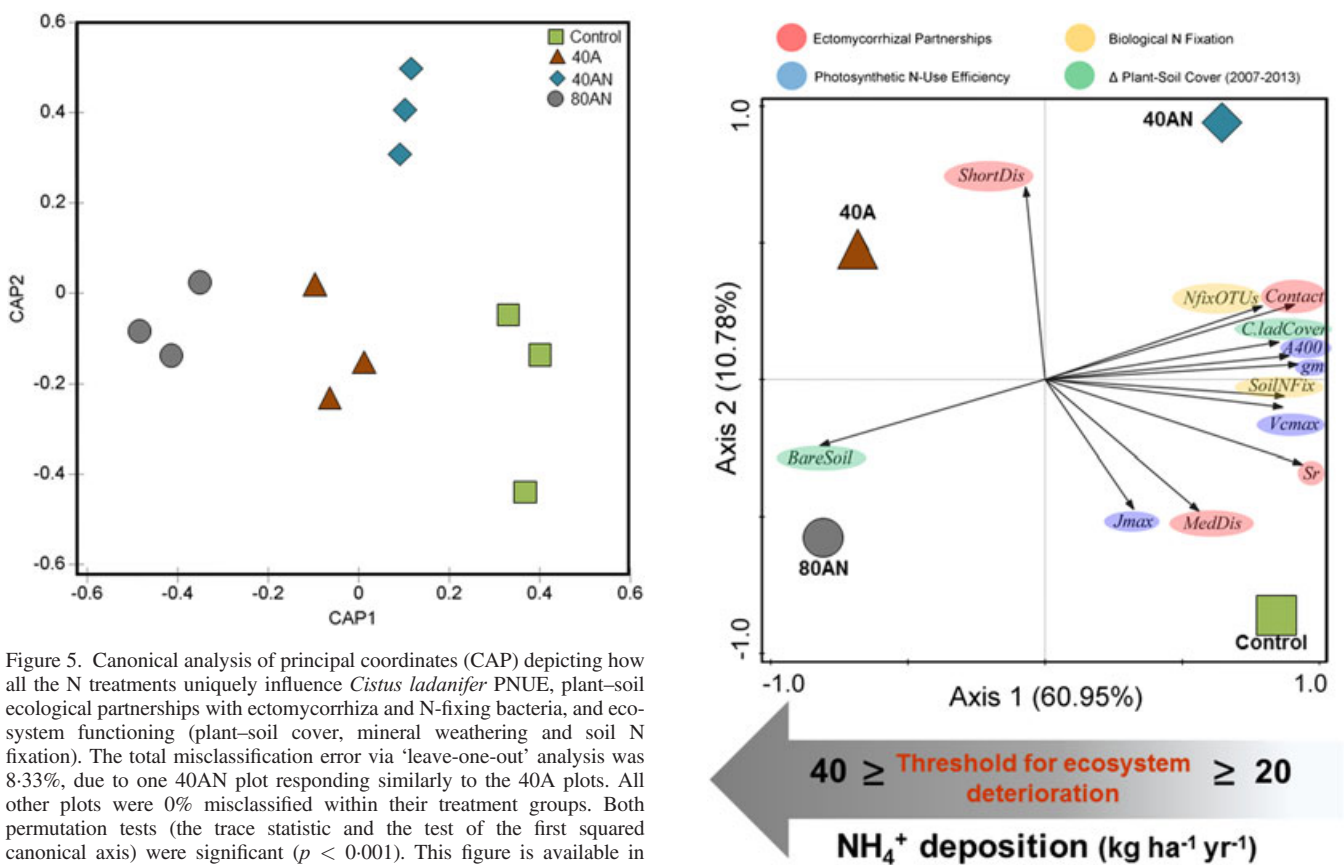 0.6
0.4
0.2
0
-0.2
-0.4
-0.6
CAP2
-0.6
-0.4
-0.2
0
0.2
0.4
0.6
CAP1
Control
40A
40AN
80AN
Figure 5. Canonical analysis of principal coordinates (CAP) depicting how
all the N treatments uniquely influence Cistus ladanifer PNUE, plant–soil
ecological partnerships with ectomycorrhiza and N-fixing bacteria, and eco-
system functioning (plant–soil cover, mineral weathering and soil N
fixation). The total misclassification error via ‘leave-one-out’ analysis was
8·33%, due to one 40AN plot responding similarly to the 40A plots. All
other plots were 0% misclassified within their treatment groups. Both
permutation tests (the trace statistic and the test of the first squared
canonical axis) were significant (p < 0·001). This figure is available in
Ectomycorrhizal Partnerships
Biological N Fixation
Photosynthetic N-Use Efficiency
Δ Plant-Soil Cover (2007-2013)
1.0
40AN
ShortDis
40A
NfixOTUs
Contact
C.ladCover
A400
gm
SoilNFix
Vcmax
BareSoil
Sr
Jmax
MedDis
80AN
Control
Axis 2 (10.78%)
-1.0
-1.0
Axis 1 (60.95%)
1.0
40 ≥ Threshold for ecosystem ≥ 20
deterioration
NH₄⁺ deposition (kg ha⁻¹ yr⁻¹)